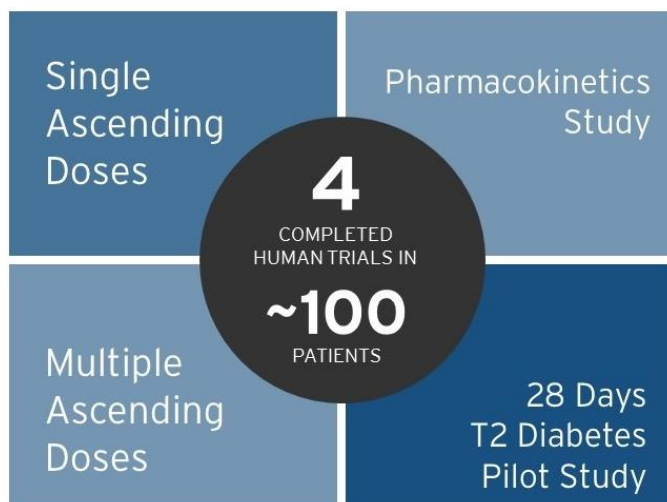 Single
Ascending
Doses
Pharmacokinetics
Study
4
COMPLETED
HUMAN TRIALS IN
~100
PATIENTS
Multiple
Ascending
Doses
28 Days
T2 Diabetes
Pilot Study